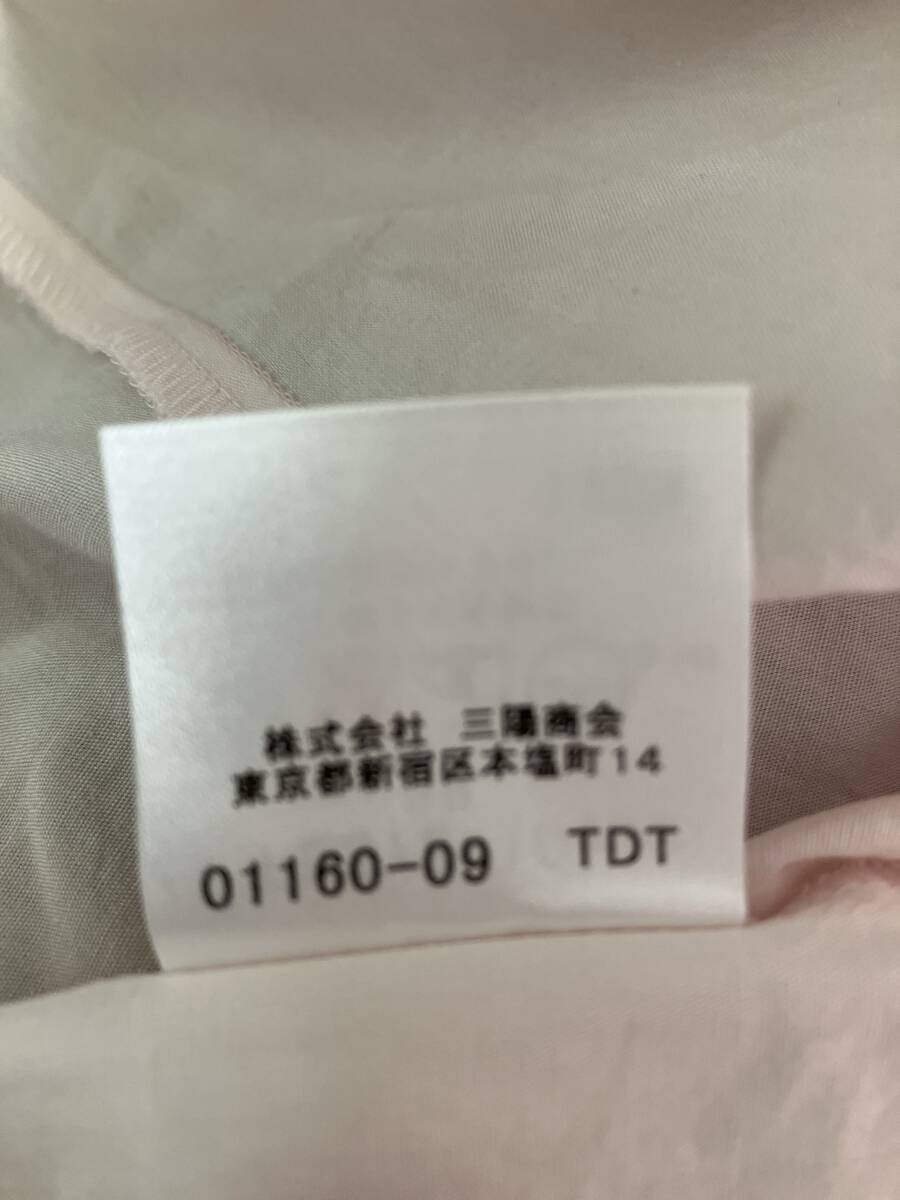 株式会社 三陽商会
東京都新宿区本塩町14
01160-09 TDT